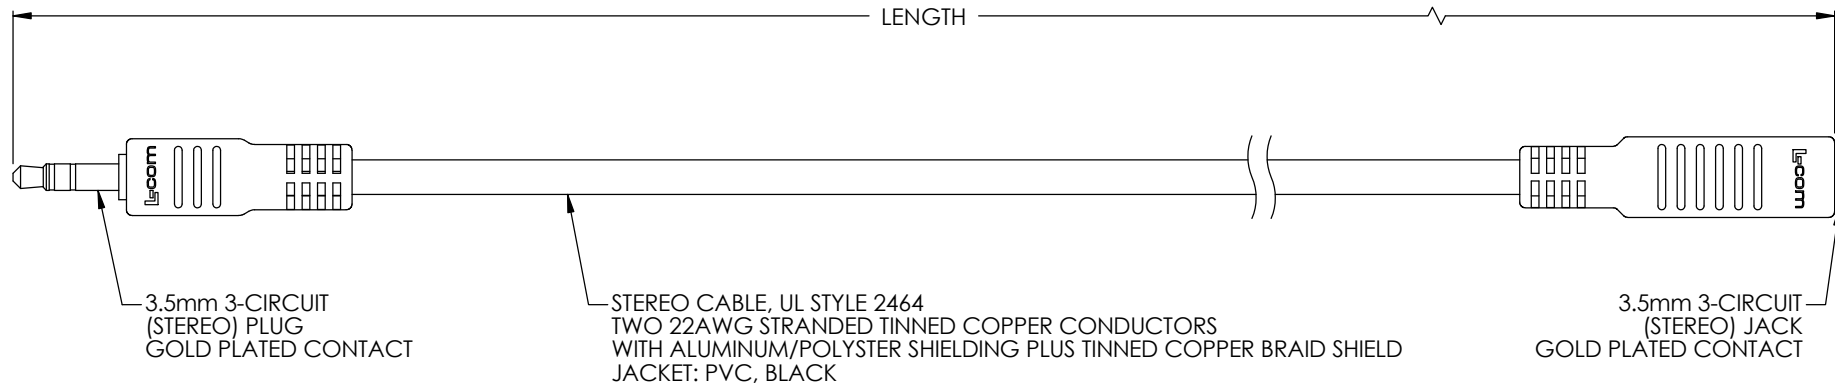 LENGTH
L-com
L-com
3.5mm 3-CIRCUIT
(STEREO) PLUG
GOLD PLATED CONTACT
STEREO CABLE, UL STYLE 2464
TWO 22AWG STRANDED TINNED COPPER CONDUCTORS
WITH ALUMINUM/POLYSTER SHIELDING PLUS TINNED COPPER BRAID SHIELD
JACKET: PVC, BLACK
3.5mm 3-CIRCUIT
(STEREO) JACK
GOLD PLATED CONTACT